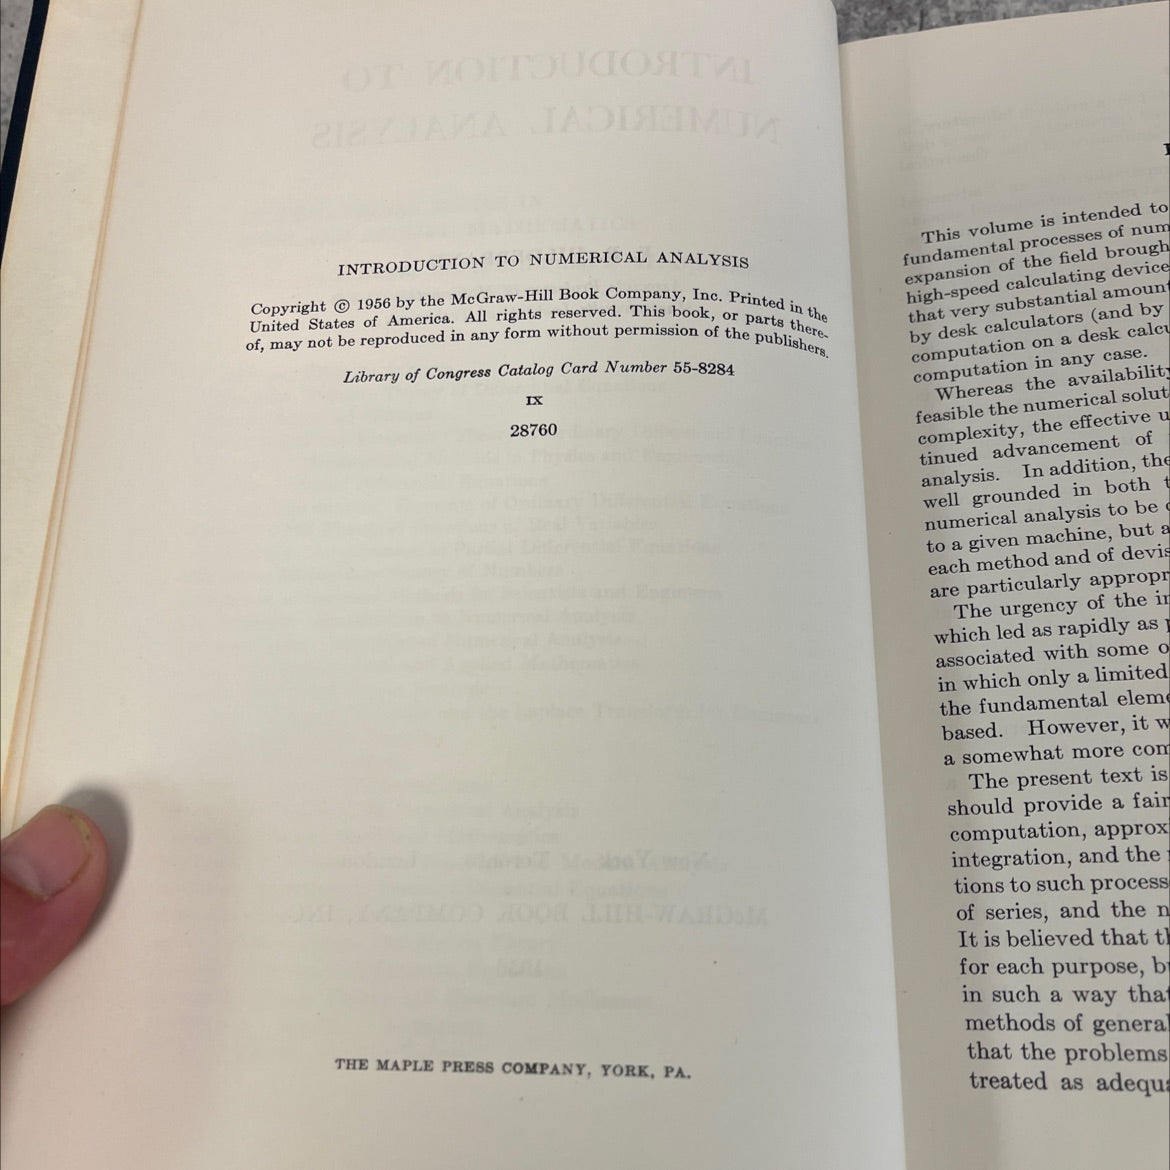 INTRODUCTION TO NUMERICAL ANALYSIS
Copyright © 1956 by the McGraw-Hill Book Company, Inc. Printed in the
United States of America. All rights reserved. This book, or parts there-
of, may not be reproduced in any form without permission of the publishers.
Library of Congress Catalog Card Number 55-8284
IX
28760
THE MAPLE PRESS COMPANY, YORK, PA.
This volume is intended to
fundamental processes of num
expansion of the field brough
high-speed calculating device
that very substantial amount
by desk calculators (and by
computation on a desk calcu
computation in any case.
Whereas the availability
feasible the numerical solut
complexity, the effective u
tinued advancement of
analysis. In addition, the
well grounded in both t
numerical analysis to be
to a given machine, but a
each method and of devis
are particularly appropr
The urgency of the in
which led as rapidly as p
associated with some o
in which only a limited
the fundamental eleme
based. However, it w
a somewhat more com
The present text is
should provide a fair
computation, approx
integration, and the
tions to such process
of series, and the n
It is believed that th
for each purpose, bu
in such a way that
methods of general
that the problems
treated as adequa